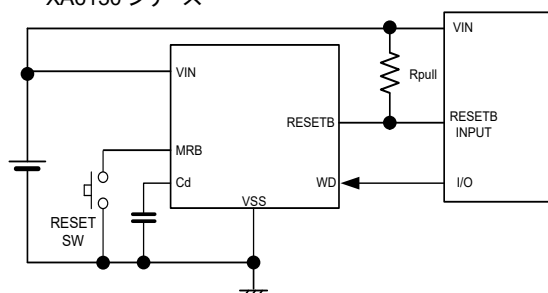 VIN
VIN
Rpull
RESETB
RESETB
INPUT
MRB
Cd
WD
I/O
VSS
RESET
SW